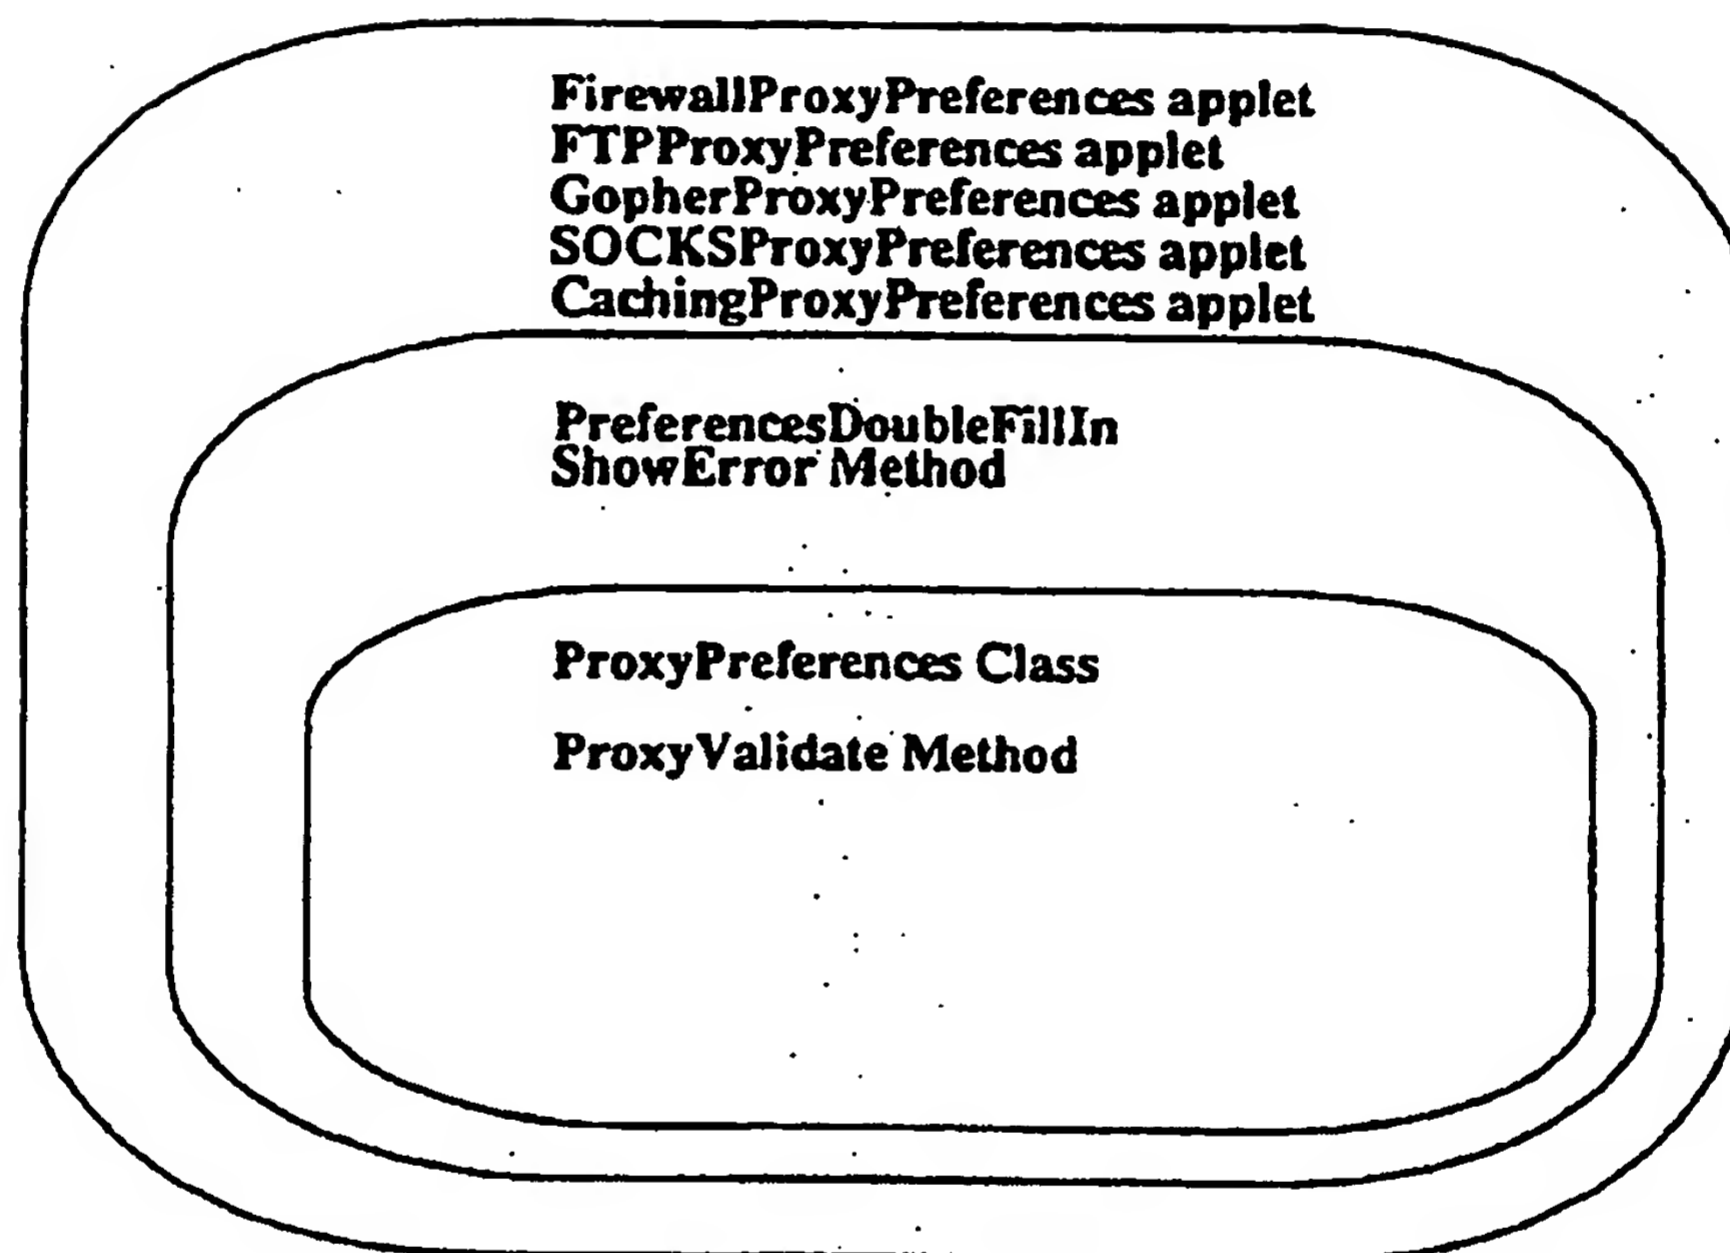 FirewallProxyPreferences applet
FTPProxyPreferences applet
GopherProxyPreferences applet
SOCKSProxyPreferences applet
CachingProxyPreferences applet
PreferencesDoubleFillIn
ShowError Method
ProxyPreferences Class
ProxyValidate Method